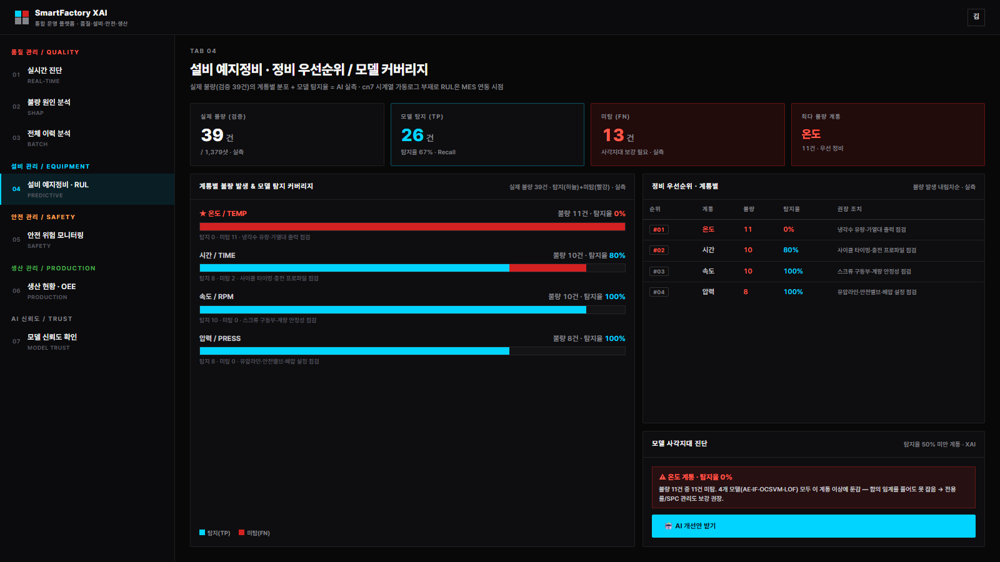 SmartFactory XAI
통합 운영 플랫폼 · 품질·설비·안전·생산
김
품질 관리 / QUALITY
01 실시간 진단
REAL-TIME
02 불량 원인 분석
SHAP
03 전체 이력 분석
BATCH
설비 관리 / EQUIPMENT
04 설비 예지정비 · RUL
PREDICTIVE
안전 관리 / SAFETY
05 안전 위험 모니터링
SAFETY
생산 관리 / PRODUCTION
06 생산 현황 · OEE
PRODUCTION
AI 신뢰도 / TRUST
07 모델 신뢰도 확인
MODEL TRUST
TAB 04
설비 예지정비 · 정비 우선순위 / 모델 커버리지
실제 불량(검증 39건)의 계통별 분포 + 모델 탐지율 = AI 실측 · cn7 시계열 가동로그 부재로 RUL은 MES 연동 시점
실제 불량 (검증)
39 건
/ 1,379샷 · 실측
모델 탐지 (TP)
26 건
탐지율 67% · Recall
미탐 (FN)
13 건
사각지대 보강 필요 · 실측
최다 불량 계통
온도
11건 · 우선 정비
계통별 불량 발생 & 모델 탐지 커버리지
실제 불량 39건 · 탐지(하늘)+미탐(빨강) · 실측
★ 온도 / TEMP
불량 11건 · 탐지율 0%
탐지 0 · 미탐 11 · 냉각수 유량·가열대 출력 점검
시간 / TIME
불량 10건 · 탐지율 80%
탐지 8 · 미탐 2 · 사이클 타이밍·충전 프로파일 점검
속도 / RPM
불량 10건 · 탐지율 100%
탐지 10 · 미탐 0 · 스크류 구동부·계량 안정성 점검
압력 / PRESS
불량 8건 · 탐지율 100%
탐지 8 · 미탐 0 · 유압라인·안전밸브·배압 설정 점검
탐지(TP) 미탐(FN)
정비 우선순위 · 계통별
불량 발생 내림차순 · 실측
순위 계통 불량 탐지율 권장 조치
#01 온도 11 0% 냉각수 유량·가열대 출력 점검
#02 시간 10 80% 사이클 타이밍·충전 프로파일 점검
#03 속도 10 100% 스크류 구동부·계량 안정성 점검
#04 압력 8 100% 유압라인·안전밸브·배압 설정 점검
모델 사각지대 진단
탐지율 50% 미만 계통 · XAI
⚠ 온도 계통 · 탐지율 0%
불량 11건 중 11건 미탐. 4개 모델(AE·IF·OCSVM·LOF) 모두 이 계통 이상에 둔감 — 합의 임계를 풀어도 못 잡음 → 전용
룰/SPC 관리도 보강 권장.
AI 개선안 받기